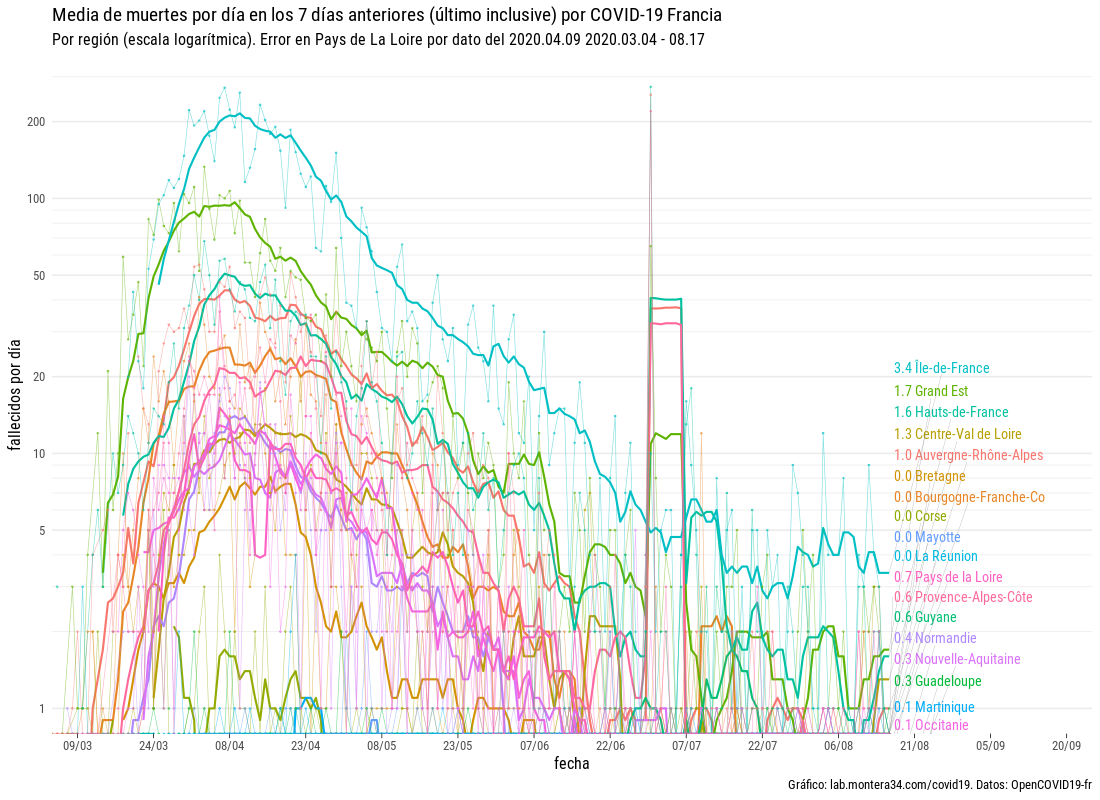 Media de muertes por día en los 7 días anteriores (último inclusive) por COVID-19 Francia
Por región (escala logarítmica). Error en Pays de La Loire por dato del 2020.04.09 2020.03.04 - 08.17
200
100
50
20
10
5
1
fallecidos por día
3.4 Île-de-France
1.7 Grand Est
1.6 Hauts-de-France
1.3 Centre-Val de Loire
1.0 Auvergne-Rhône-Alpes
0.0 Bretagne
0.0 Bourgogne-Franche-Co
0.0 Corse
0.0 Mayotte
0.0 La Réunion
0.7 Pays de la Loire
0.6 Provence-Alpes-Côte
0.6 Guyane
0.4 Normandie
0.3 Nouvelle-Aquitaine
0.3 Guadeloupe
0.1 Martinique
0.1 Occitanie
09/03 24/03 08/04 23/04 08/05 23/05 07/06 22/06 07/07 22/07 06/08 21/08 05/09 20/09
fecha
Gráfico: lab.montera34.com/covid19. Datos: OpenCOVID19-fr